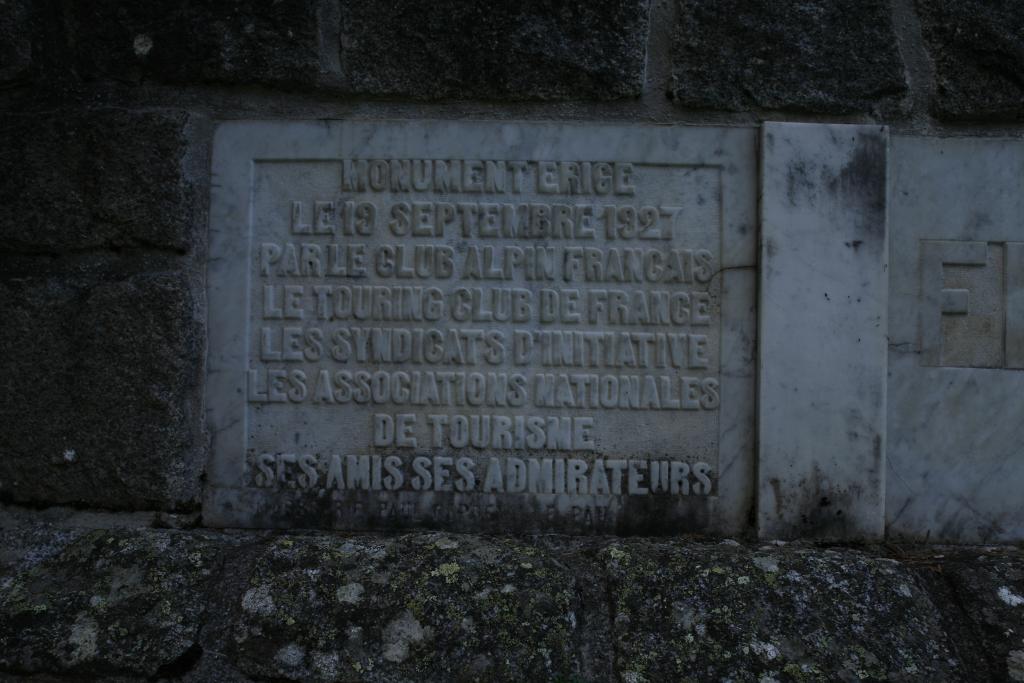 MONUMENT ERIGE
LE 19 SEPTEMBRE 1927
PAR LE CLUB ALPIN FRANCAIS
LE TOURING CLUB DE FRANCE
LES SYNDICATS D'INITIATIVE
LES ASSOCIATIONS NATIONALES
DE TOURISME
SES AMIS SES ADMIRATEURS